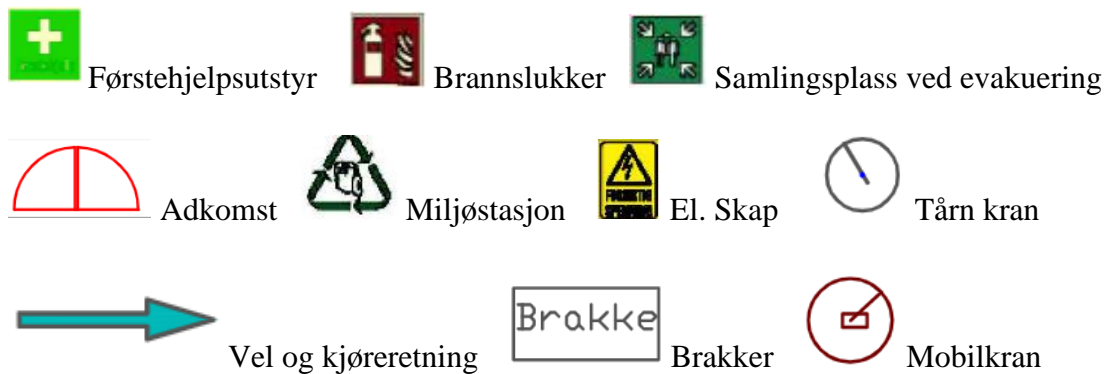 Førstehjelpsutstyr Brannslukker Samlingsplass ved evakuering
Adkomst Miljøstasjon El. Skap Tårn kran
Brakke
Vel og kjøreretning Brakker Mobilkran